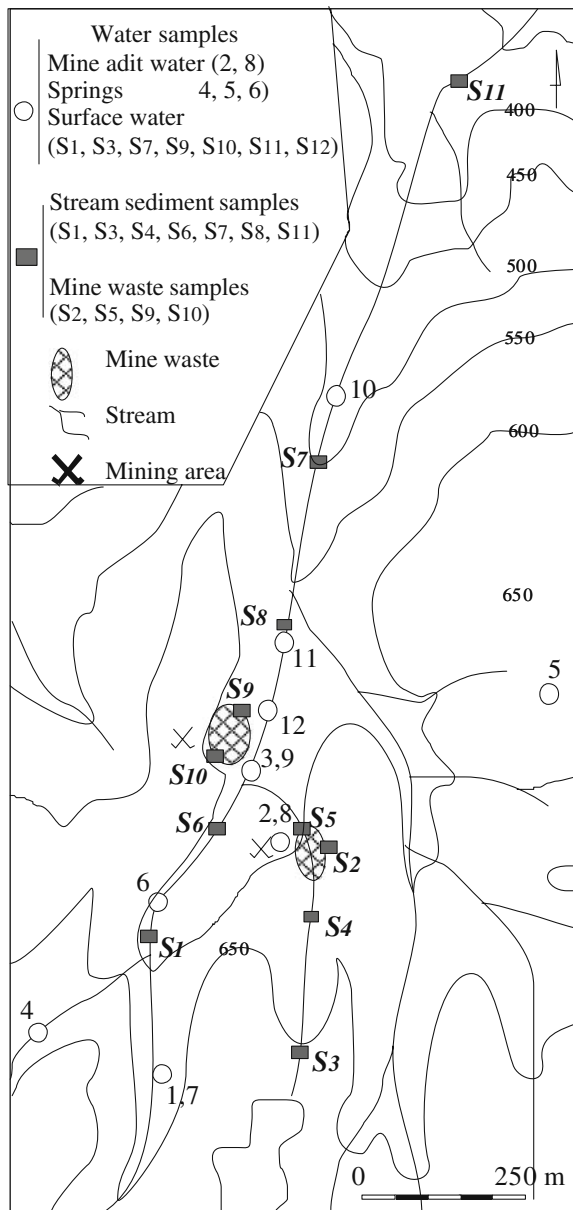 Water samples
Mine adit water (2, 8)
Springs 4, 5, 6)
Surface water
(S1, S3, S7, S9, S10, S11, S12)
Stream sediment samples
(S1, S3, S4, S6, S7, S8, S11)
Mine waste samples
(S2, S5, S9, S10)
Mine waste
Stream
Mining area
S11
400
450
500
550
10
600
S7
650
S8
11
5
S9
12
3,9
S10
2,8
S5
S6
S2
6
S4
S1
650
4
S3
1,7
0 250 m